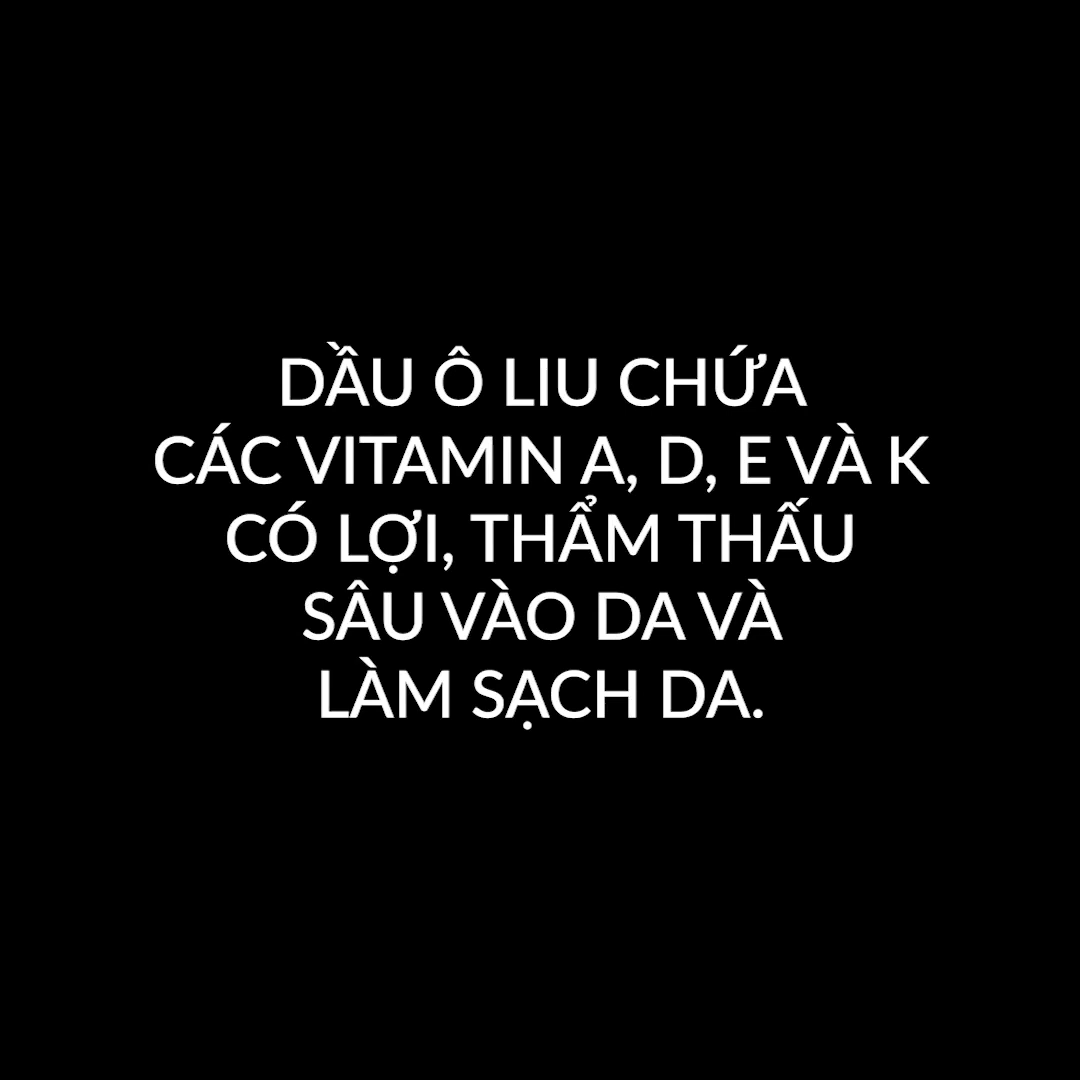 DẦU Ô LIU CHỨA
CÁC VITAMIN A, D, E VÀ K
CÓ LỢI, THẨM THẤU
SÂU VÀO DA VÀ
LÀM SẠCH DA.